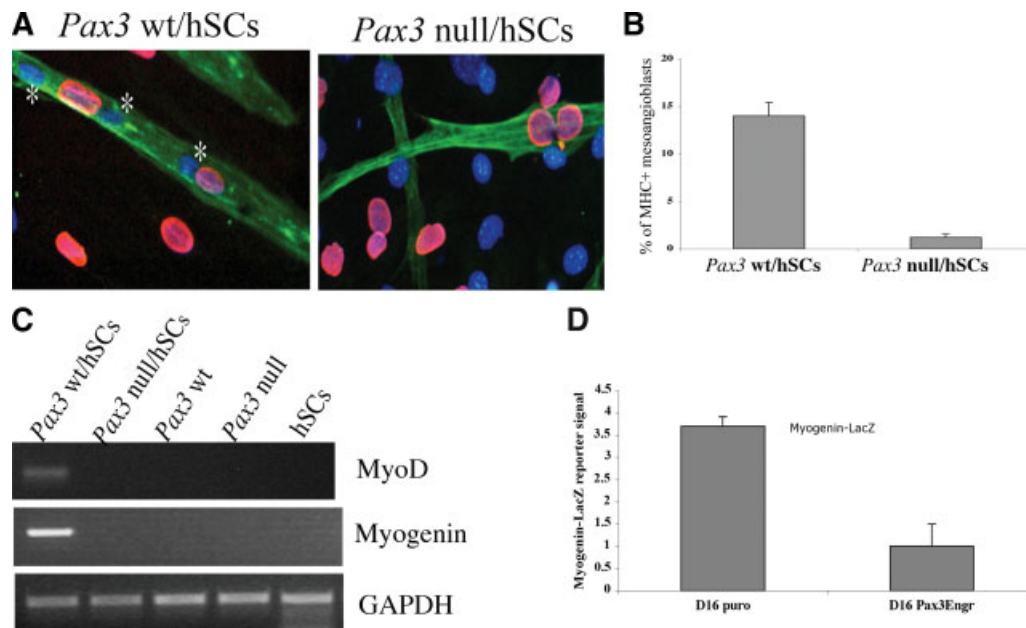 A
Pax3 wt/hSCs
Pax3 null/hSCs
*
*
*
B
% of MHC+ mesoangioblasts
20
15
10
5
0
Pax3 wt/hSCs
Pax3 null/hSCs
C
Pax3 wt/hSCs
Pax3 null/hSCs
Pax3 wt
Pax3 null
hSCs
MyoD
Myogenin
GAPDH
D
Myogenin-LacZ reporter signal
4.5
4
3.5
3
2.5
2
1.5
1
0.5
0
Myogenin-LacZ
D16 puro
D16 Pax3Engr